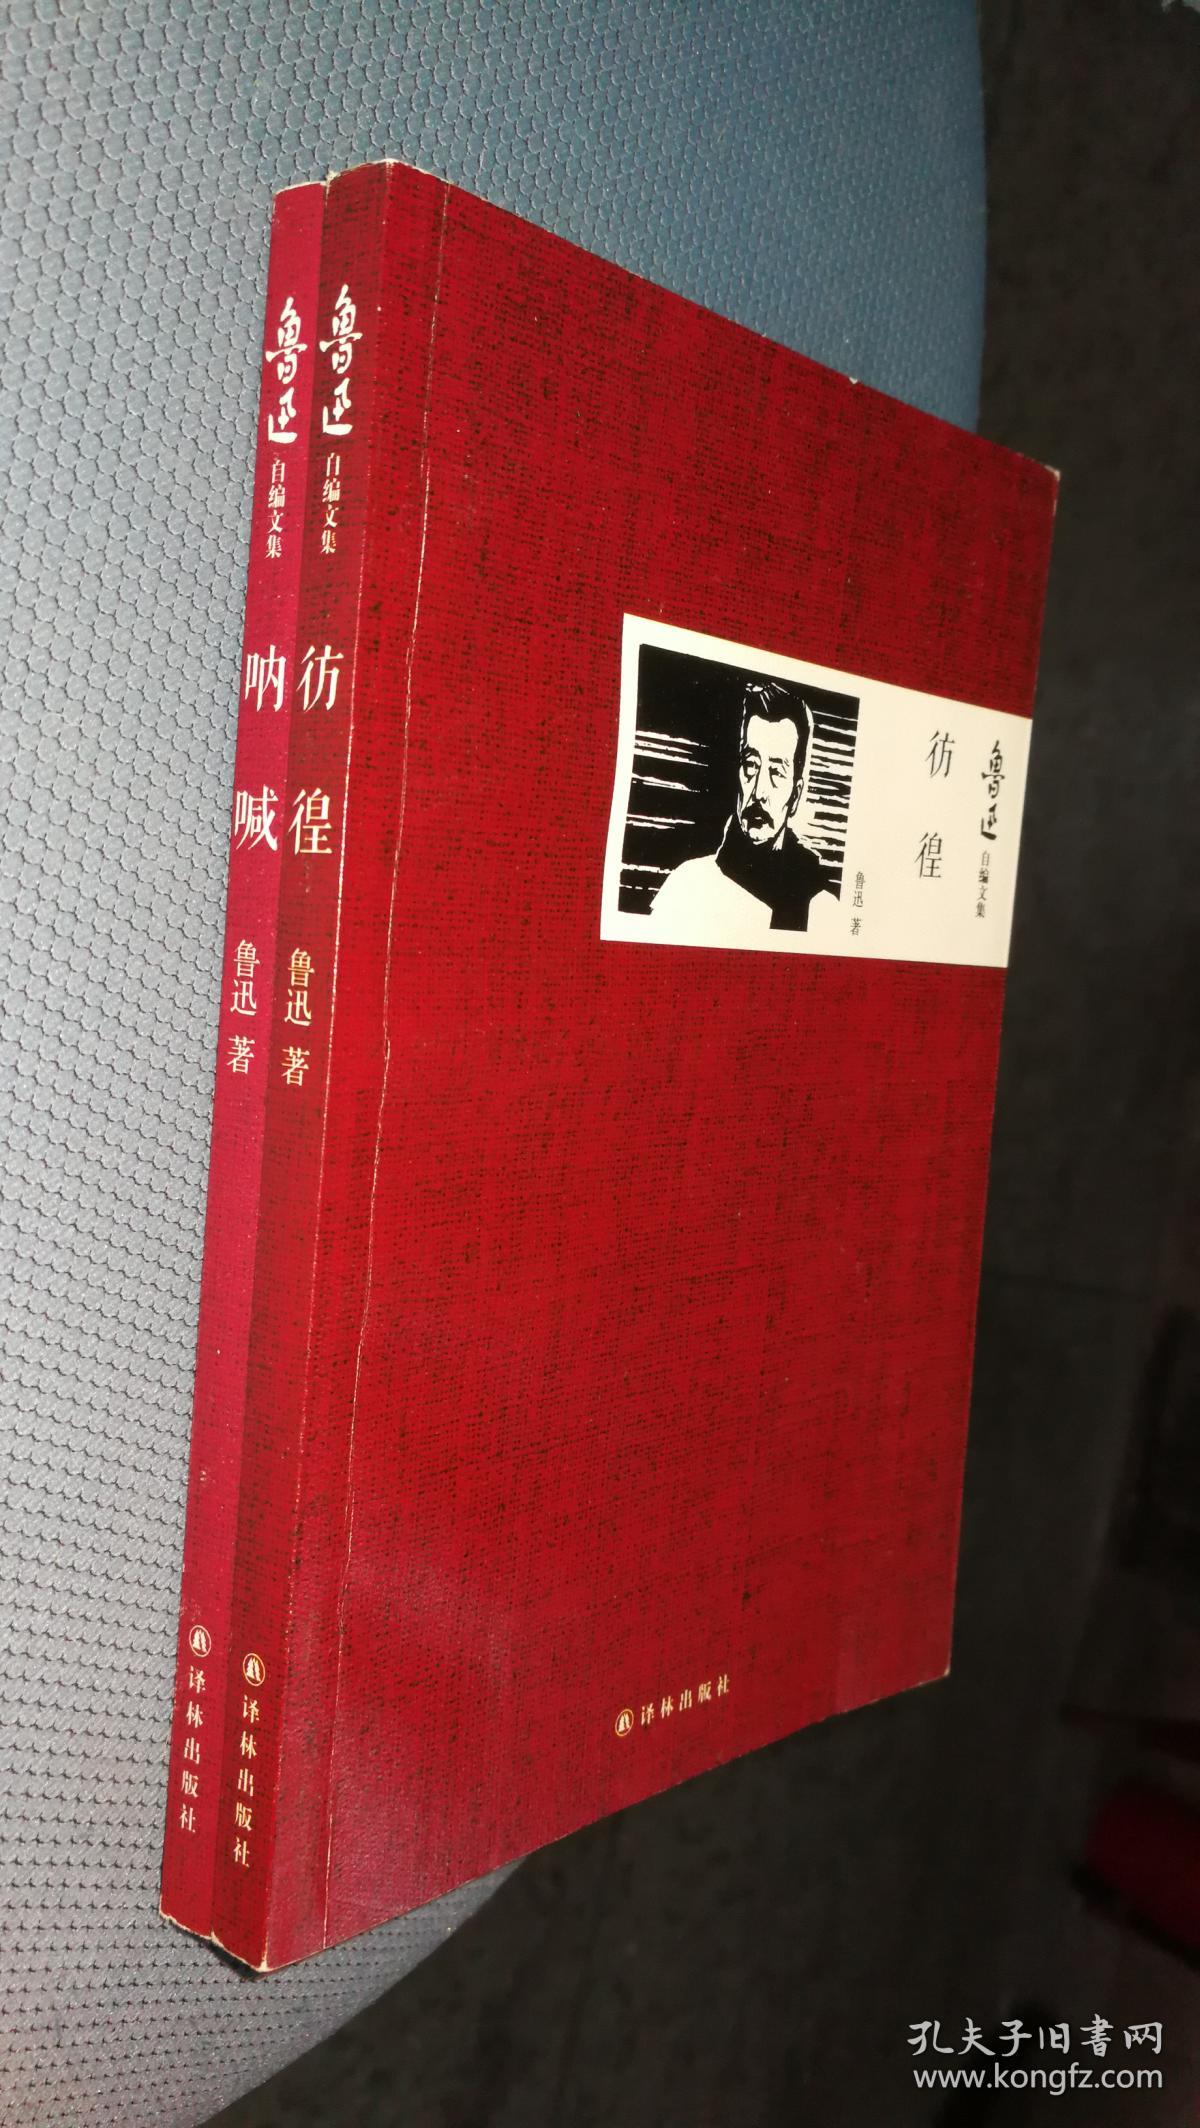 鲁迅
自编文集
呐喊
鲁迅 著
译林出版社
鲁迅
自编文集
彷徨
鲁迅 著
译林出版社
鲁迅
自编文集
彷徨
鲁迅 著
译林出版社
孔夫子旧书网
www.kongfz.com